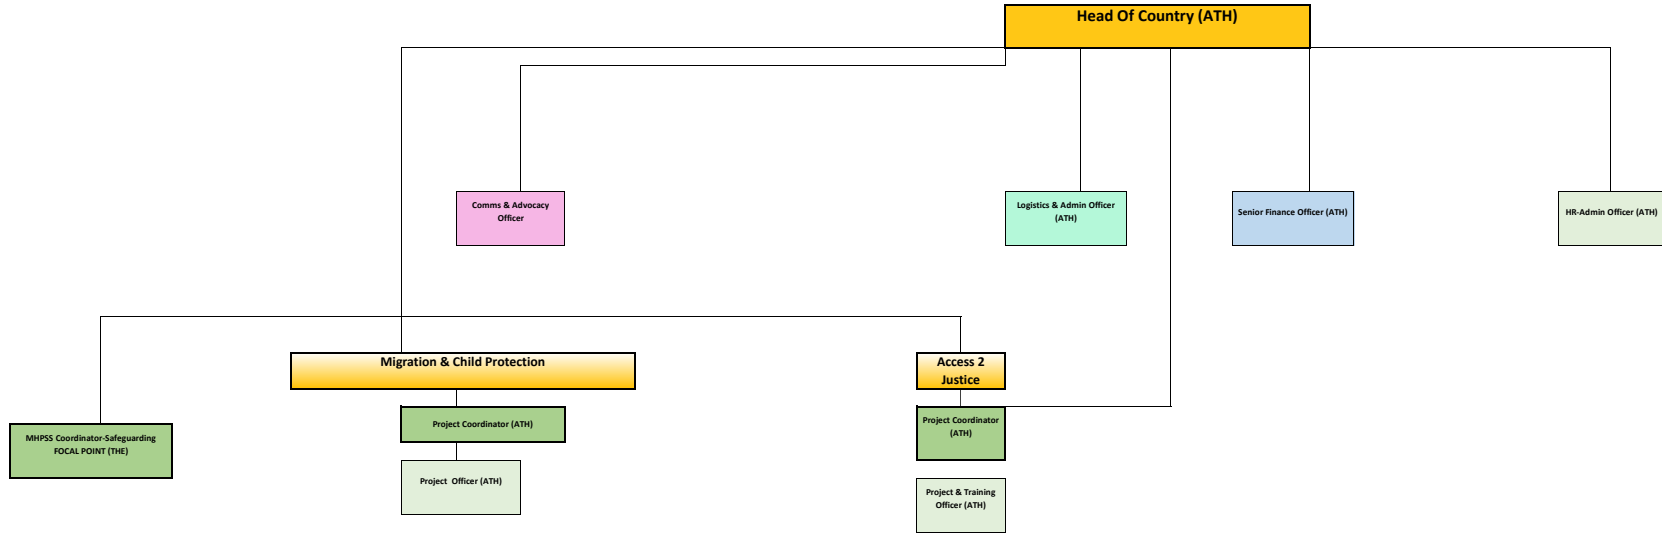 Head Of Country (ATH)
Comms & Advocacy
Officer
Logistics & Admin Officer
(ATH)
Senior Finance Officer (ATH)
HR-Admin Officer (ATH)
Migration & Child Protection
Access 2
Justice
Project Coordinator (ATH)
Project Coordinator
(ATH)
MHPSS Coordinator-Safeguarding
FOCAL POINT (THE)
Project Officer (ATH)
Project & Training
Officer (ATH)